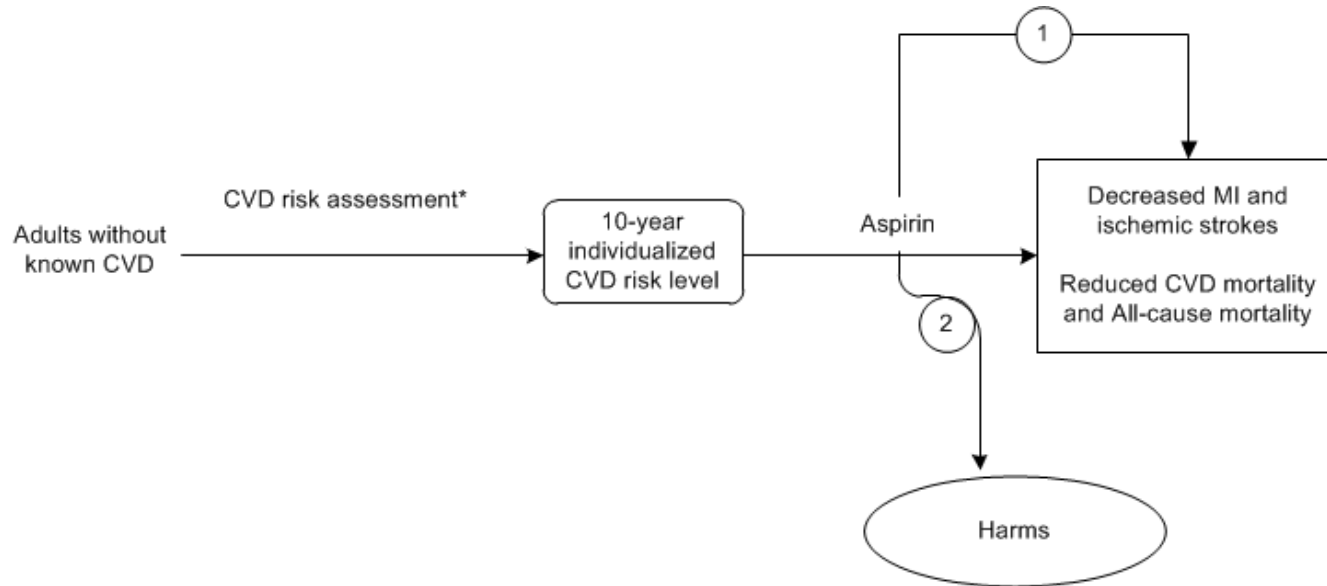 1
CVD risk assessment*
Adults without
known CVD
10-year
individualized
CVD risk level
Aspirin
Decreased MI and
ischemic strokes
Reduced CVD mortality
and All-cause mortality
2
Harms